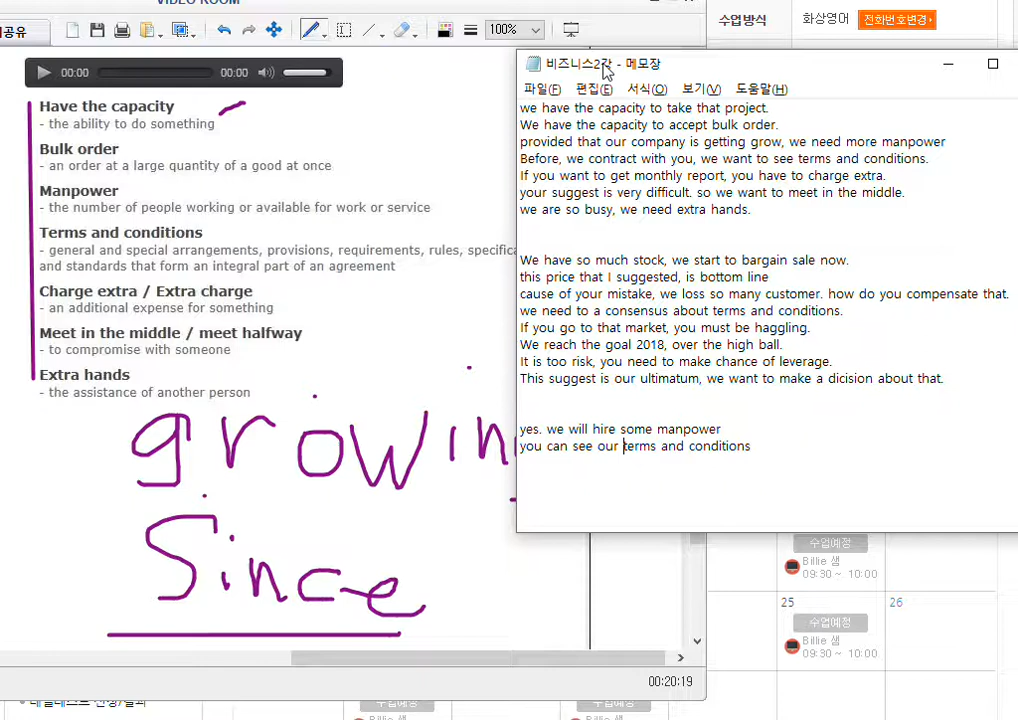 VIDEO ROOM
공유
100%
수업방식
화상영어
전화번호변경
00:00
00:00
Have the capacity
- the ability to do something
Bulk order
- an order at a large quantity of a good at once
Manpower
- the number of people working or available for work or service
Terms and conditions
- general and special arrangements, provisions, requirements, rules, specifica
and standards that form an integral part of an agreement
Charge extra / Extra charge
- an additional expense for something
Meet in the middle / meet halfway
- to compromise with someone
Extra hands
- the assistance of another person
growin
Since
00:20:19
비즈니스2강 - 메모장
파일(F) 편집(E) 서식(O) 보기(V) 도움말(H)
we have the capacity to take that project.
We have the capacity to accept bulk order.
provided that our company is getting grow, we need more manpower
Before, we contract with you, we want to see terms and conditions.
If you want to get monthly report, you have to charge extra.
your suggest is very difficult. so we want to meet in the middle.
we are so busy, we need extra hands.
We have so much stock, we start to bargain sale now.
this price that I suggested, is bottom line
cause of your mistake, we loss so many customer. how do you compensate that.
we need to a consensus about terms and conditions.
If you go to that market, you must be haggling.
We reach the goal 2018, over the high ball.
It is too risk, you need to make chance of leverage.
This suggest is our ultimatum, we want to make a dicision about that.
yes. we will hire some manpower
you can see our terms and conditions
수업예정
Billie 샘
09:30 ~ 10:00
25
26
수업예정
Billie 샘
09:30 ~ 10:00
수업예정
수업예정
수업예정